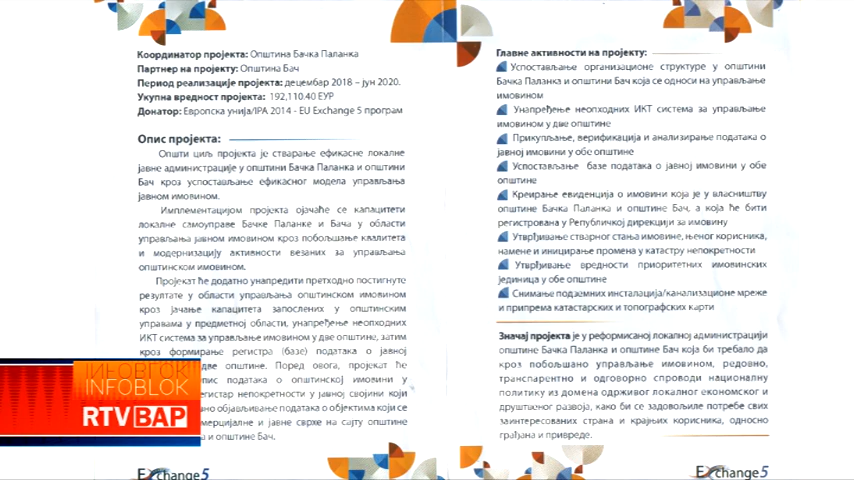 Координатор пројекта: Општина Бачка Паланка
Партнер на пројекту: Општина Бач
Период реализације пројекта: децембар 2018 – јун 2020.
Укупна вредност пројекта: 192,110.40 ЕУР
Донатор: Европска унија/IPA 2014 - EU Exchange 5 програм
Опис пројекта:
Општи циљ пројекта је стварање ефикасне локалне
јавне администрације у општини Бачка Паланка и општини
Бач кроз успостављање ефикасног модела управљања
јавном имовином.
Имплементацијом пројекта ојачаће се капацитети
локалне самоуправе Бачке Паланке и Бача у области
управљања јавном имовином кроз побољшање квалитета
и модернизацију активности везаних за управљање
општинском имовином.
Пројекат ће додатно унапредити претходно постигнуте
резултате у области управљања општинском имовином
кроз јачање капацитета запослених у општинским
управама у предметној области, унапређење неопходних
ИКТ система за управљање имовином у две општине, затим
кроз формирање регистра (базе) података о јавној
две општине. Поред овога, пројекат ће
пис података о општинској имовини у
егистар непокретности у јавној својини који
ано објављивање података о објектима који се
мерцијалне и јавне сврхе на сајту општине
а и општине Бач.
Exchange 5
Главне активности на пројекту:
Успостављање организационе структуре у општини
Бачка Паланка и општини Бач која се односи на управљање
имовином
Унапређење неопходних ИКТ система за управљање
имовином у две општине
Прикупљање, верификација и анализирање података о
јавној имовини у обе општине
Успостављање базе података о јавној имовини у обе
општине
Креирање евиденција о имовини која је у власништву
општине Бачка Паланка и општине Бач, а која ће бити
регистрована у Републичкој дирекцији за имовину
Утврђивање стварног стања имовине, њеног корисника,
намене и иницирање промена у катастру непокретности
Утврђивање вредности приоритетних имовинских
јединица у обе општине
Снимање подземних инсталација/канализационе мреже
и припрема катастарских и топографских карти
Значај пројекта је у реформисаној локалној администрацији
општине Бачка Паланка и општине Бач која би требало да
кроз побољшано управљање имовином, редовно,
транспарентно и одговорно спроводи националну
политику из домена одрживог локалног економског и
друштвеног развоја, како би се задовољиле потребе свих
заинтересованих страна и крајњих корисника, односно
грађана и привреде.
Exchange 5
INFOBLOK
INFOBLOK
RTV BAP